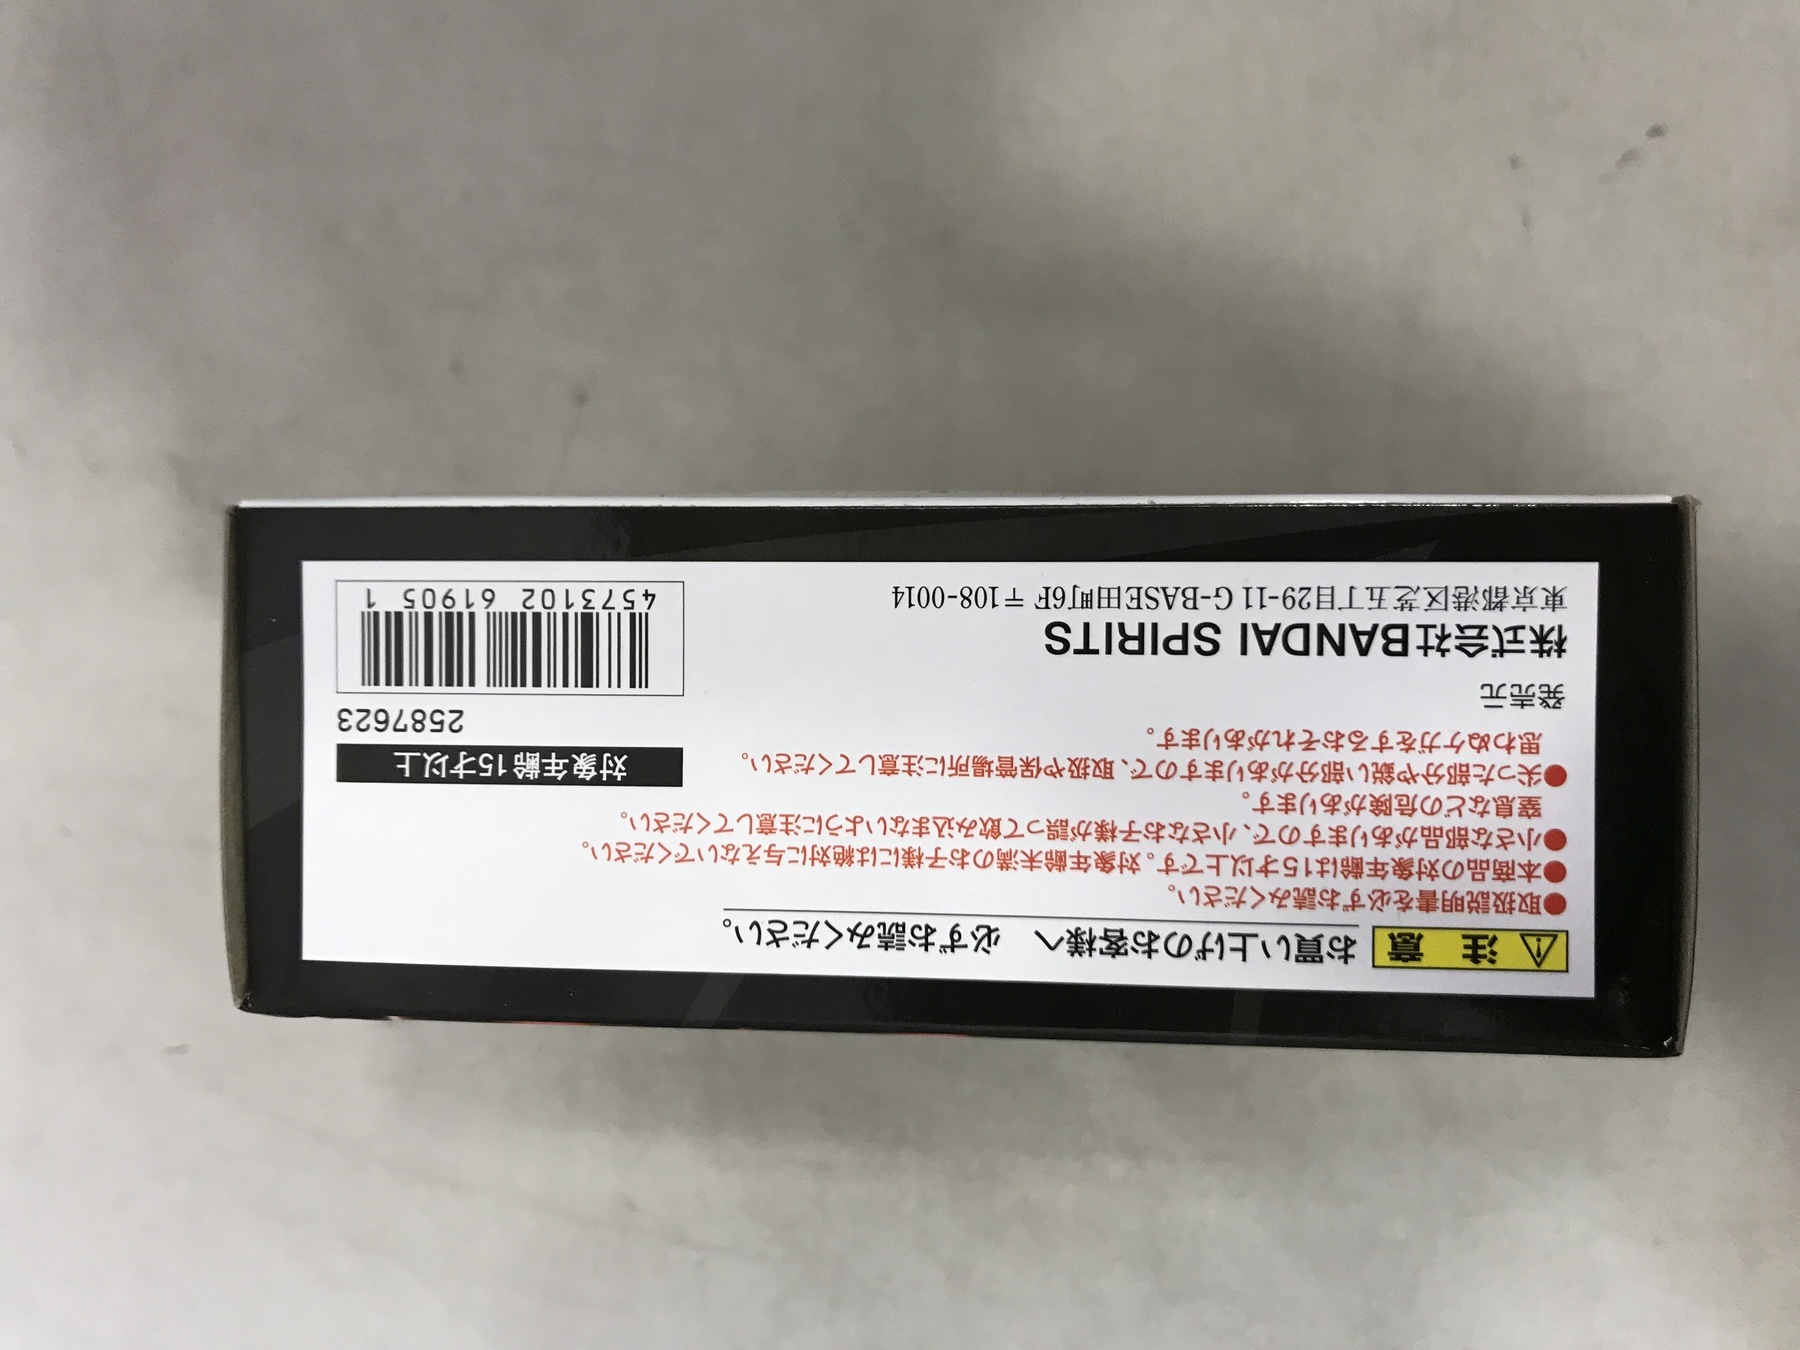 ⚠注意 お買い上げのお客様へ 必ずお読みください。
●取扱説明書を必ずお読みください。
●本商品の対象年齢は15才以上です。対象年齢未満のお子様には絶対に与えないでください。
●小さな部品がありますので、小さなお子様が誤って飲み込まないように注意してください。
窒息などの危険があります。
●尖った部分や鋭い部分がありますので、取扱や保管場所に注意してください。
思わぬケガをするおそれがあります。
発売元
株式会社BANDAI SPIRITS
東京都港区芝五丁目29-11 G-BASE田町6F 〒108-0014
対象年齢15才以上
2587623
4573102 61905 1